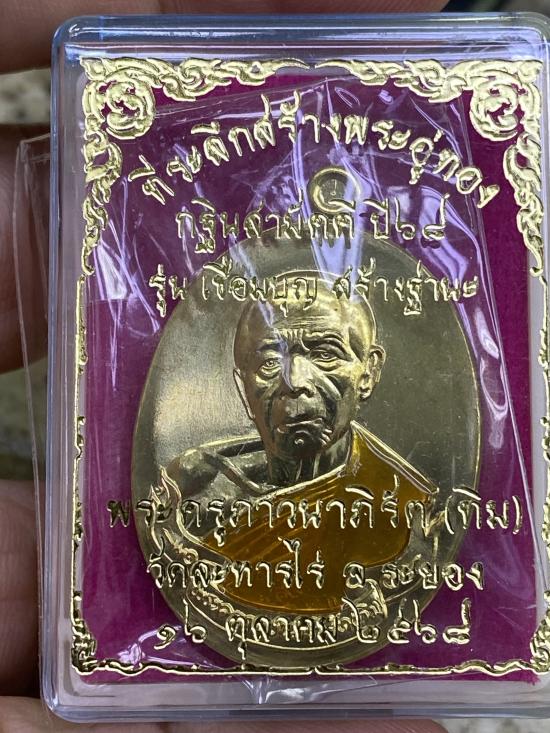 ที่ระลึกสร้างพระอู่ทอง
กฐินสามัคคี ปี๖๘
รุ่น เชื่อมบุญ สร้างฐานะ
พระครูภาวนาภิรัต (ทิม)
วัดละหารไร่ จ.ระยอง
๑๖ ตุลาคม ๒๕๖๘